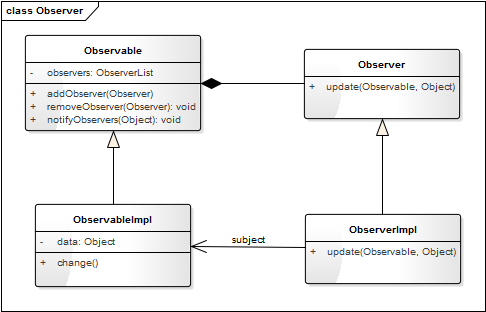 class Observer
Observable
- observers: ObserverList
+ addObserver(Observer)
+ removeObserver(Observer): void
+ notifyObservers(Object): void
Observer
+ update(Observable, Object)
ObservableImpl
- data: Object
+ change()
subject
ObserverImpl
+ update(Observable, Object)